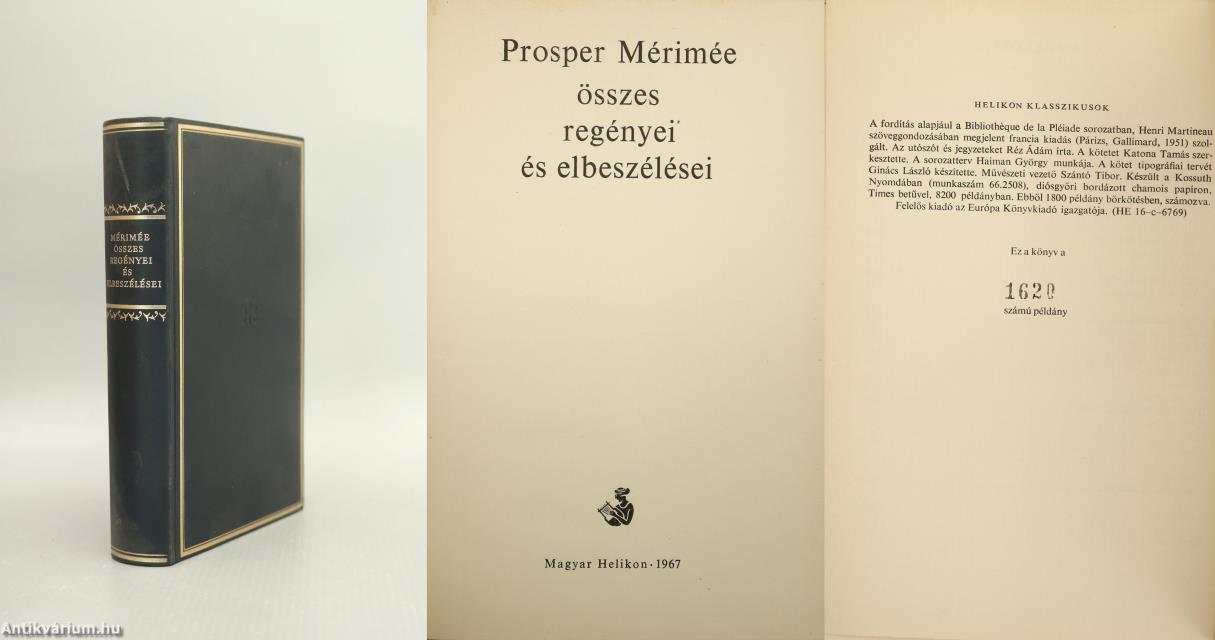 MÉRIMÉE
ÖSSZES
REGÉNYEI
ÉS
ELBESZÉLÉSEI
Antikvárium.hu
Prosper Mérimée
összes
regényei
és elbeszélései
Magyar Helikon · 1967
HELIKON KLASSZIKUSOK
A fordítás alapjául a Bibliothèque de la Pléiade sorozatban, Henri Martineau
szöveggondozásában megjelent francia kiadás (Párizs, Gallimard, 1951) szol-
gált. Az utószót és jegyzeteket Réz Ádám írta. A kötetet Katona Tamás szer-
kesztette. A sorozatterv Haiman György munkája. A kötet tipográfiai tervét
Ginács László készítette. Művészeti vezető Szántó Tibor. Készült a Kossuth
Nyomdában (munkaszám 66.2508), diósgyőri bordázott chamois papíron,
Times betűvel, 8200 példányban. Ebből 1800 példány bőrkötésben, számozva.
Felelős kiadó az Európa Könyvkiadó igazgatója. (HE 16-c-6769)
Ez a könyv a
1620
számú példány